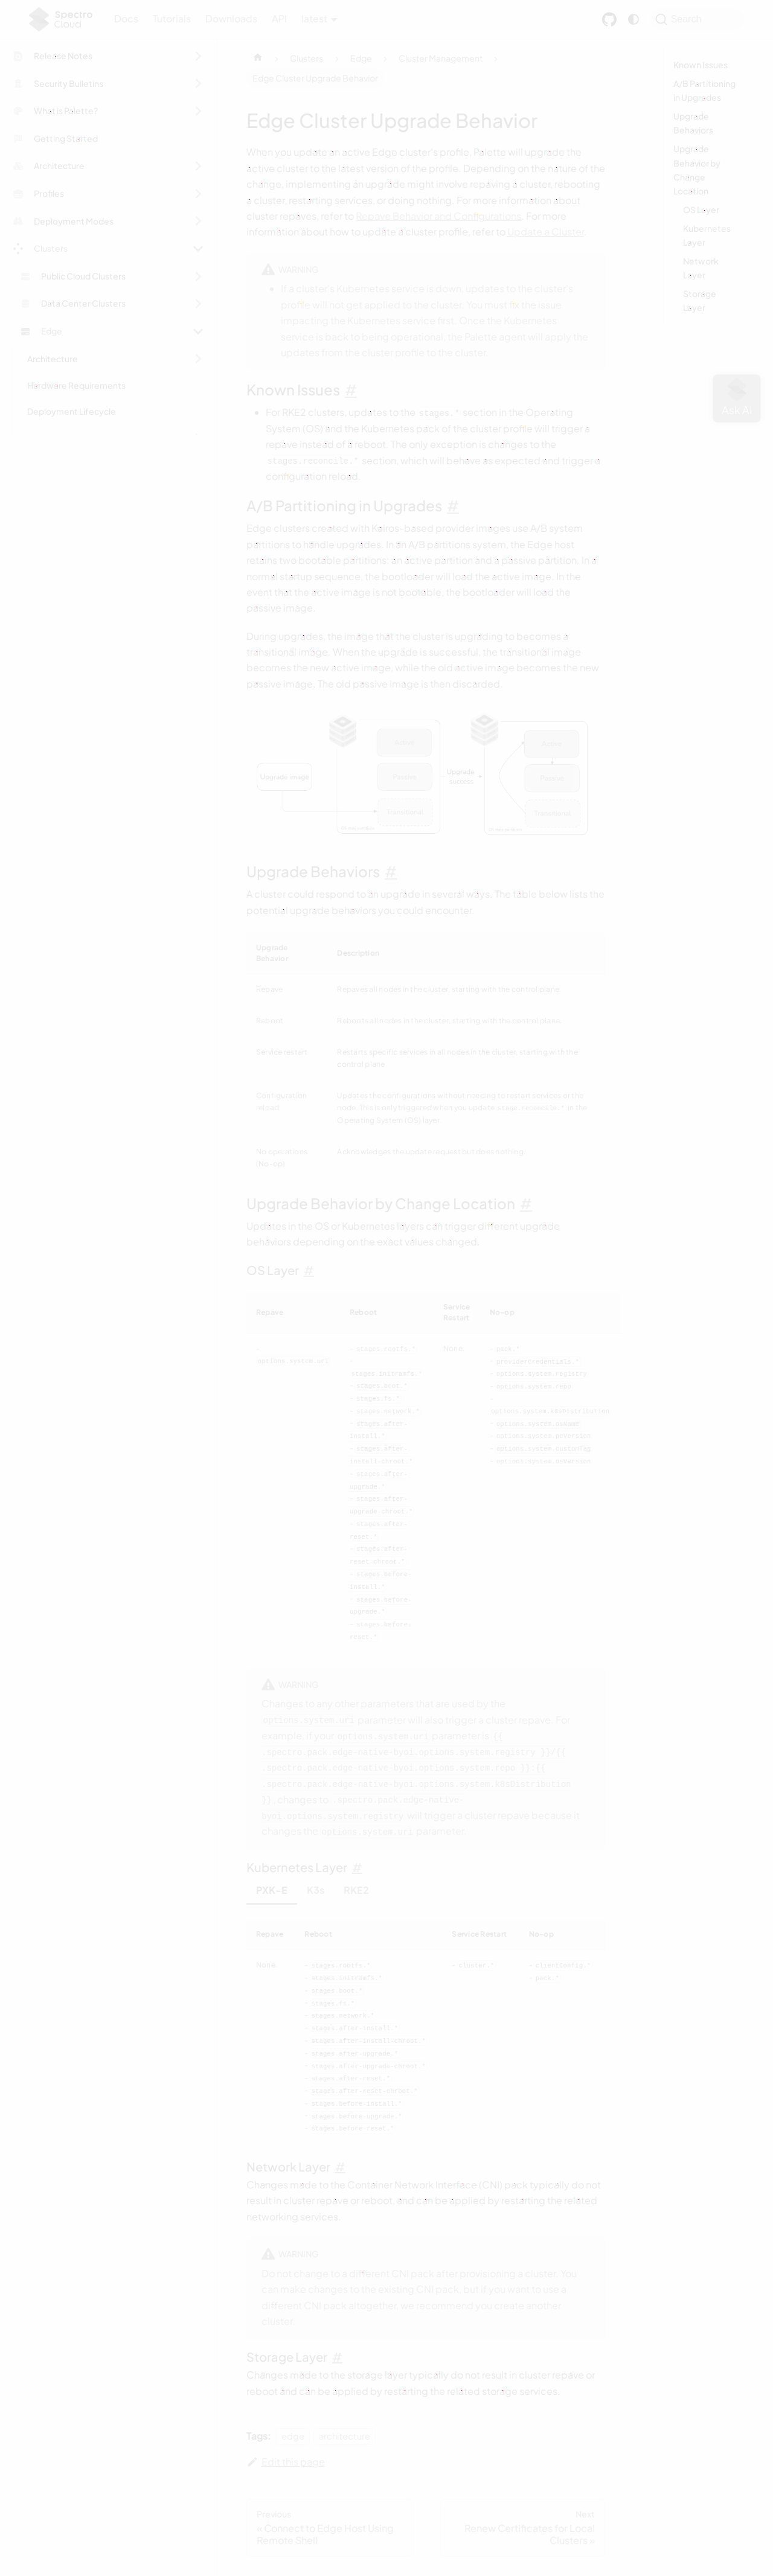 Spectro
Cloud
Docs
Tutorials
Downloads
API
latest
Search
Release Notes
Security Bulletins
What is Palette?
Getting Started
Architecture
Profiles
Deployment Modes
Clusters
Public Cloud Clusters
Data Center Clusters
Edge
Architecture
Hardware Requirements
Deployment Lifecycle
Clusters
Edge
Cluster Management
Edge Cluster Upgrade Behavior
Edge Cluster Upgrade Behavior
When you update an active Edge cluster's profile, Palette will upgrade the
active cluster to the latest version of the profile. Depending on the nature of the
change, implementing an upgrade might involve repaving a cluster, rebooting
a cluster, restarting services, or doing nothing. For more information about
cluster repaves, refer to Repave Behavior and Configurations. For more
information about how to update a cluster profile, refer to Update a Cluster.
WARNING
If a cluster's Kubernetes service is down, updates to the cluster's
profile will not get applied to the cluster. You must fix the issue
impacting the Kubernetes service first. Once the Kubernetes
service is back to being operational, the Palette agent will apply the
updates from the cluster profile to the cluster.
Known Issues #
For RKE2 clusters, updates to the stages.* section in the Operating
System (OS) and the Kubernetes pack of the cluster profile will trigger a
repave instead of a reboot. The only exception is changes to the
stages.reconcile.* section, which will behave as expected and trigger a
configuration reload.
A/B Partitioning in Upgrades #
Edge clusters created with Kairos-based provider images use A/B system
partitions to handle upgrades. In an A/B partitions system, the Edge host
retains two bootable partitions: an active partition and a passive partition. In a
normal startup sequence, the bootloader will load the active image. In the
event that the active image is not bootable, the bootloader will load the
passive image.
During upgrades, the image that the cluster is upgrading to becomes a
transitional image. When the upgrade is successful, the transitional image
becomes the new active image, while the old active image becomes the new
passive image. The old passive image is then discarded.
Upgrade image
Active
Passive
Transitional
Upgrade
success
Active
Passive
Transitional
Upgrade Behaviors #
A cluster could respond to an upgrade in several ways. The table below lists the
potential upgrade behaviors you could encounter.
Upgrade
Behavior
Description
Repave
Repaves all nodes in the cluster, starting with the control plane.
Reboot
Reboots all nodes in the cluster, starting with the control plane.
Service restart
Restarts specific services in all nodes in the cluster, starting with the
control plane.
Configuration
reload
Updates the configurations without needing to restart services or the
node. This is only triggered when you update stage.reconcile.* in the
Operating System (OS) layer.
No operations
(No-op)
Acknowledges the update request but does nothing.
Upgrade Behavior by Change Location #
Updates in the OS or Kubernetes layers can trigger different upgrade
behaviors depending on the exact values changed.
OS Layer #
Repave
Reboot
Service
Restart
No-op
-
options.system.uri
- stages.rootfs.*
-
stages.initramfs.*
- stages.boot.*
- stages.fs.*
- stages.network.*
- stages.after-
install.*
- stages.after-
install-chroot.*
- stages.after-
upgrade.*
- stages.after-
upgrade-chroot.*
- stages.after-
reset.*
- stages.after-
reset-chroot.*
- stages.before-
install.*
- stages.before-
upgrade.*
- stages.before-
reset.*
None
- pack.*
- providerCredentials.*
- options.system.registry
- options.system.repo
-
options.system.k8sDistribution
- options.system.osName
- options.system.peVersion
- options.system.customTag
- options.system.osVersion
WARNING
Changes to any other parameters that are used by the
options.system.uri parameter will also trigger a cluster repave. For
example, if your options.system.uri parameter is {{
.spectro.pack.edge-native-byoi.options.system.registry }}/{{
.spectro.pack.edge-native-byoi.options.system.repo }}:{{
.spectro.pack.edge-native-byoi.options.system.k8sDistribution
}}, changes to .spectro.pack.edge-native-
byoi.options.system.registry will trigger a cluster repave because it
changes the options.system.uri parameter.
Kubernetes Layer #
PXK-E
K3s
RKE2
Repave
Reboot
Service Restart
No-op
None
- stages.rootfs.*
- stages.initramfs.*
- stages.boot.*
- stages.fs.*
- stages.network.*
- stages.after-install.*
- stages.after-install-chroot.*
- stages.after-upgrade.*
- stages.after-upgrade-chroot.*
- stages.after-reset.*
- stages.after-reset-chroot.*
- stages.before-install.*
- stages.before-upgrade.*
- stages.before-reset.*
- cluster.*
- clientConfig.*
- pack.*
Network Layer #
Changes made to the Container Network Interface (CNI) pack typically do not
result in cluster repave or reboot, and can be applied by restarting the related
networking services.
WARNING
Do not change to a different CNI pack after provisioning a cluster. You
can make changes to the existing CNI pack, but if you want to use a
different CNI pack altogether we recommend you create another
cluster.
Storage Layer #
Changes made to the storage layer typically do not result in cluster repave or
reboot and can be applied by restarting the related storage services.
Tags:
edge
architecture
Edit this page
Previous
« Connect to Edge Host Using
Remote Shell
Next
Renew Certificates for Local
Clusters »
Known Issues
A/B Partitioning
in Upgrades
Upgrade
Behaviors
Upgrade
Behavior by
Change
Location
OS Layer
Kubernetes
Layer
Network
Layer
Storage
Layer
Ask AI